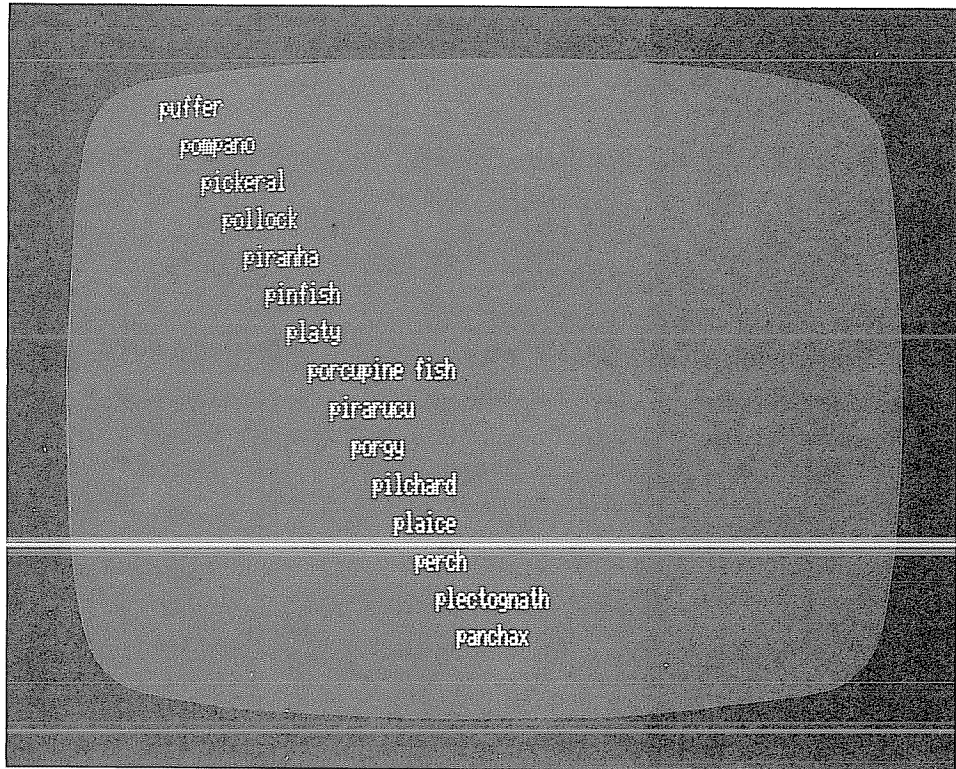 puffer
pompano
pickeral
pollock
piranha
pinfish
platy
porcupine fish
pirarucu
porgy
pilchard
plaice
perch
plectognath
panchax